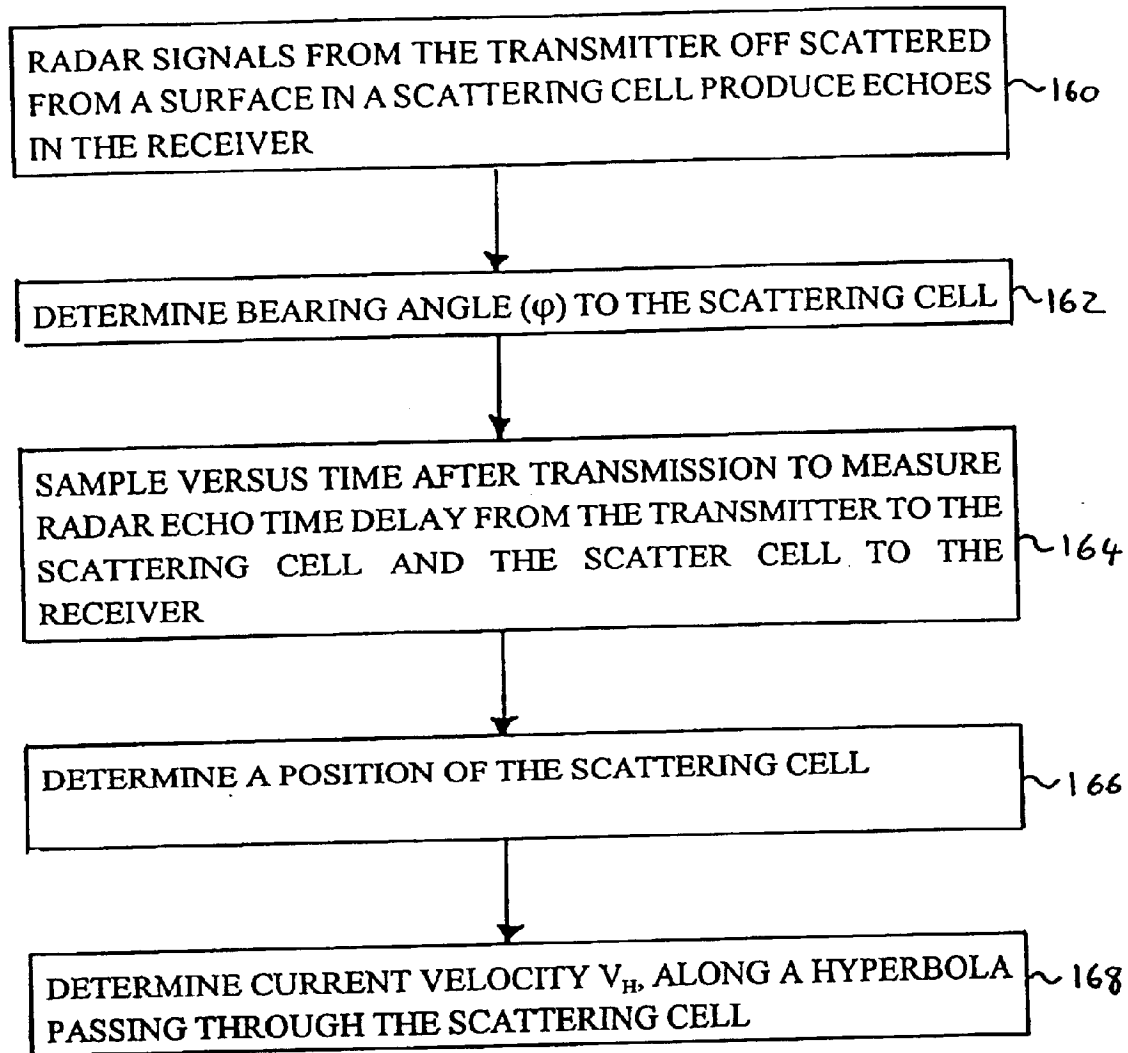 RADAR SIGNALS FROM THE TRANSMITTER OFF SCATTERED
FROM A SURFACE IN A SCATTERING CELL PRODUCE ECHOES
IN THE RECEIVER
160
DETERMINE BEARING ANGLE (φ) TO THE SCATTERING CELL
162
SAMPLE VERSUS TIME AFTER TRANSMISSION TO MEASURE
RADAR ECHO TIME DELAY FROM THE TRANSMITTER TO THE
SCATTERING CELL AND THE SCATTER CELL TO THE
RECEIVER
164
DETERMINE A POSITION OF THE SCATTERING CELL
166
DETERMINE CURRENT VELOCITY V_H, ALONG A HYPERBOLA
PASSING THROUGH THE SCATTERING CELL
168